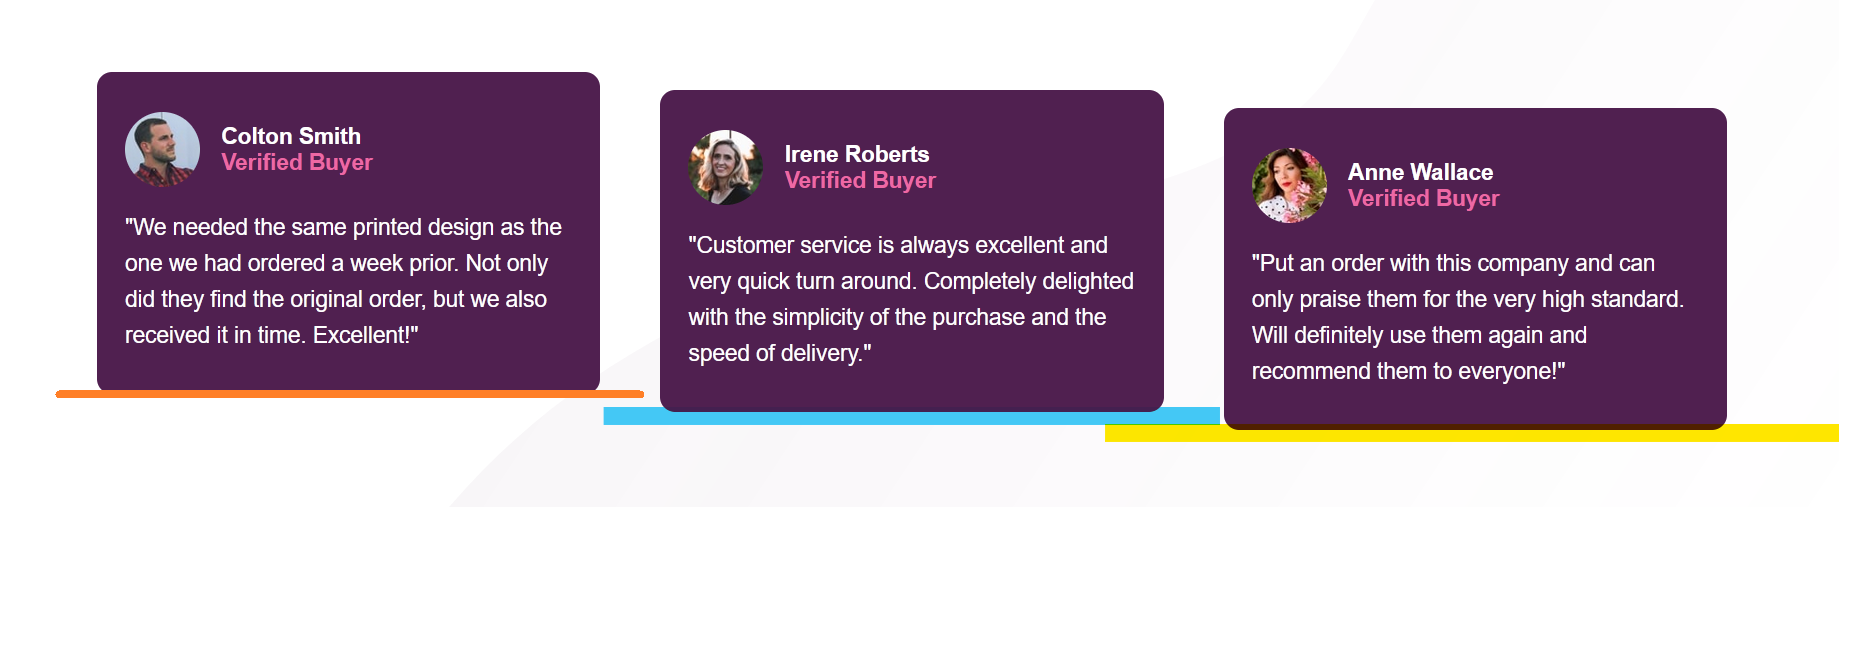 Colton Smith
Verified Buyer
"We needed the same printed design as the
one we had ordered a week prior. Not only
did they find the original order, but we also
received it in time. Excellent!"
Irene Roberts
Verified Buyer
"Customer service is always excellent and
very quick turn around. Completely delighted
with the simplicity of the purchase and the
speed of delivery."
Anne Wallace
Verified Buyer
"Put an order with this company and can
only praise them for the very high standard.
Will definitely use them again and
recommend them to everyone!"